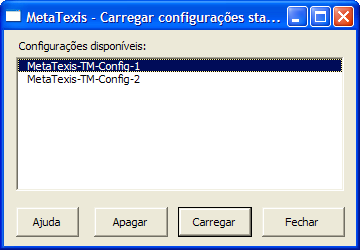 MetaTexis - Carregar configurações sta...
Configurações disponíveis:
MetaTexis-TM-Config-1
MetaTexis-TM-Config-2
Ajuda Apagar Carregar Fechar